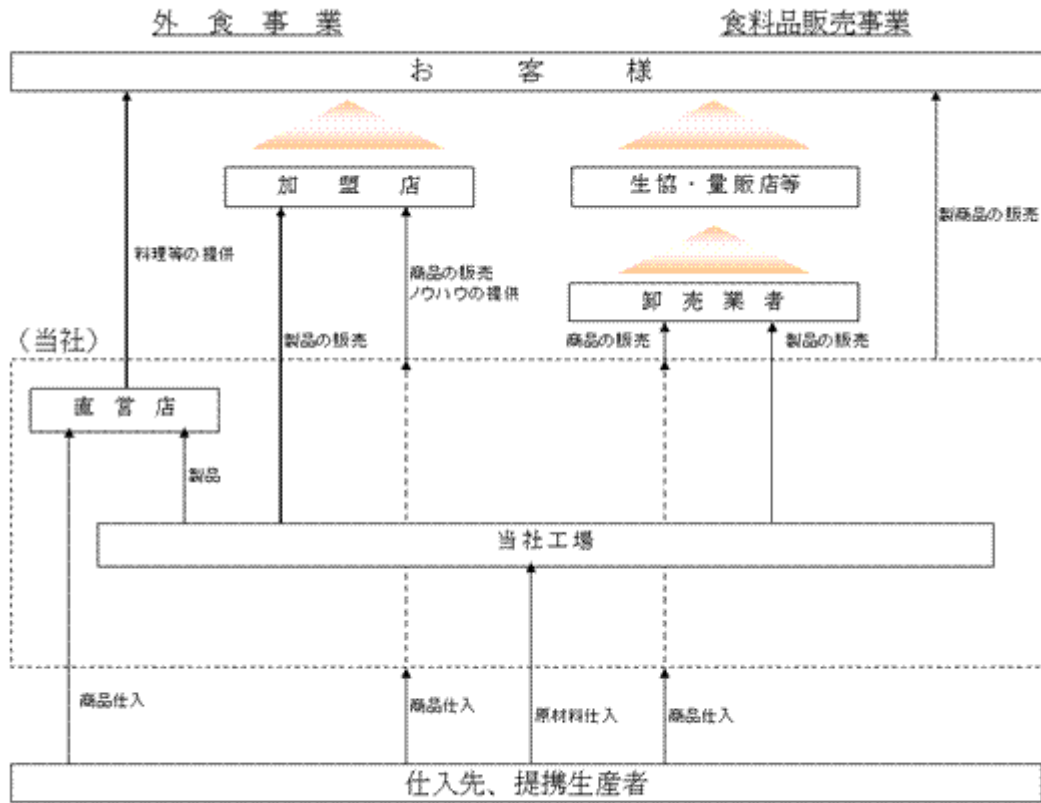 外食事業
食料品販売事業
お客様
加盟店
生協・量販店等
製商品の販売
料理等の提供
商品の販売
ノウハウの提供
卸売業者
（当社）
製品の販売
商品の販売
製品の販売
直営店
製品
当社工場
商品仕入
商品仕入
原材料仕入
商品仕入
仕入先、提携生産者